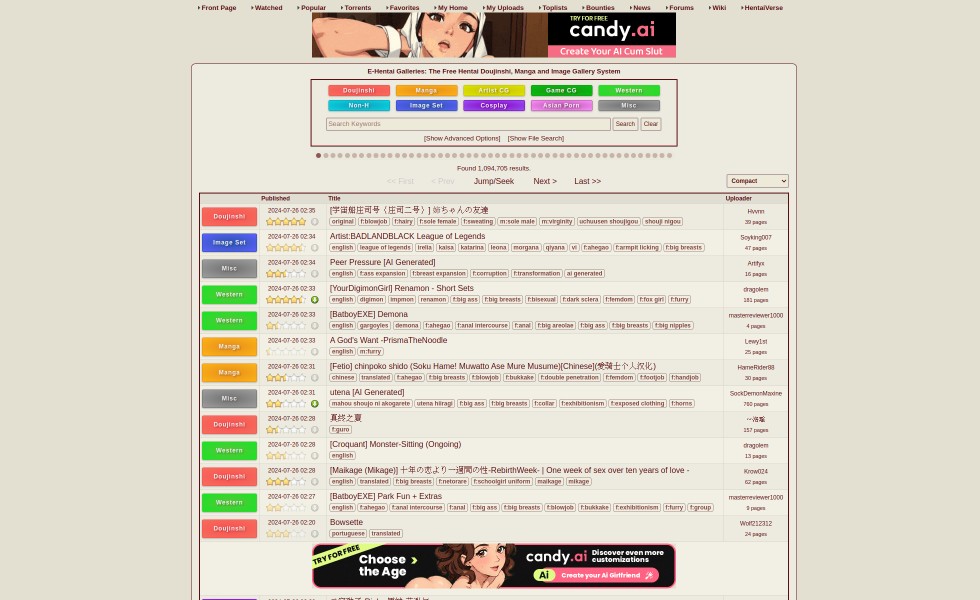 Front Page Watched Popular Torrents Favorites My Home My Uploads Toplists Bounties News Forums Wiki HentaiVerse
TRY FOR FREE
candy.ai
Create Your AI Cum Slut
E-Hentai Galleries: The Free Hentai Doujinshi, Manga and Image Gallery System
Doujinshi Manga Artist CG Game CG Western
Non-H Image Set Cosplay Asian Porn Misc
Search Keywords Search Clear
[Show Advanced Options] [Show File Search]
Found 1,094,705 results.
<< First < Prev Jump/Seek Next > Last >> Compact
Published Title Uploader
Doujinshi 2024-07-26 02:35 [宇宙船庄司号 (庄司二号)] 姉ちゃんの友達 Hvvnn
original f:blowjob f:hairy f:sole female f:sweating m:sole male m:virginity uchuusen shoujigou shouji nigou 39 pages
Image Set 2024-07-26 02:34 Artist:BADLANDBLACK League of Legends Soyking007
english league of legends irelia kaisa katarina leona morgana qiyana vi f:ahegao f:armpit licking f:big breasts 47 pages
Misc 2024-07-26 02:34 Peer Pressure [AI Generated] Artifyx
english f:ass expansion f:breast expansion f:corruption f:transformation ai generated 16 pages
Western 2024-07-26 02:33 [YourDigimonGirl] Renamon - Short Sets dragolem
english digimon impmon renamon f:big ass f:big breasts f:bisexual f:dark sclera f:femdom f:fox girl f:furry 181 pages
Western 2024-07-26 02:33 [BatboyEXE] Demona masterreviewer1000
english gargoyles demona f:ahegao f:anal intercourse f:anal f:big areolae f:big ass f:big breasts f:big nipples 4 pages
Manga 2024-07-26 02:33 A God's Want -PrismaTheNoodle Lewy1st
english m:furry 25 pages
Manga 2024-07-26 02:31 [Fetio] chinpoko shido (Soku Hame! Muwatto Ase Mure Musume)[Chinese](爱骑士个人汉化) HameRider88
chinese translated f:ahegao f:big breasts f:blowjob f:bukkake f:double penetration f:femdom f:footjob f:handjob 30 pages
Misc 2024-07-26 02:31 utena [AI Generated] SockDemonMaxine
mahou shoujo ni akogarete utena hiiragi f:big ass f:big breasts f:collar f:exhibitionism f:exposed clothing f:horns 760 pages
Doujinshi 2024-07-26 02:28 真终之夏
f:guro 157 pages
Western 2024-07-26 02:28 [Croquant] Monster-Sitting (Ongoing) dragolem
english 13 pages
Doujinshi 2024-07-26 02:28 [Maikage (Mikage)] 十年の恋より一週間の性-RebirthWeek- | One week of sex over ten years of love - Krow024
english translated f:big breasts f:netorare f:schoolgirl uniform maikage mikage 62 pages
Western 2024-07-26 02:27 [BatboyEXE] Park Fun + Extras masterreviewer1000
english f:ahegao f:anal intercourse f:anal f:big ass f:big breasts f:blowjob f:bukkake f:exhibitionism f:furry f:group 9 pages
Doujinshi 2024-07-26 02:20 Bowsette Wolf212312
portuguese translated 24 pages
TRY FOR FREE
Choose the Age
candy.ai
Discover even more customizations
Ai Create your AI Girlfriend